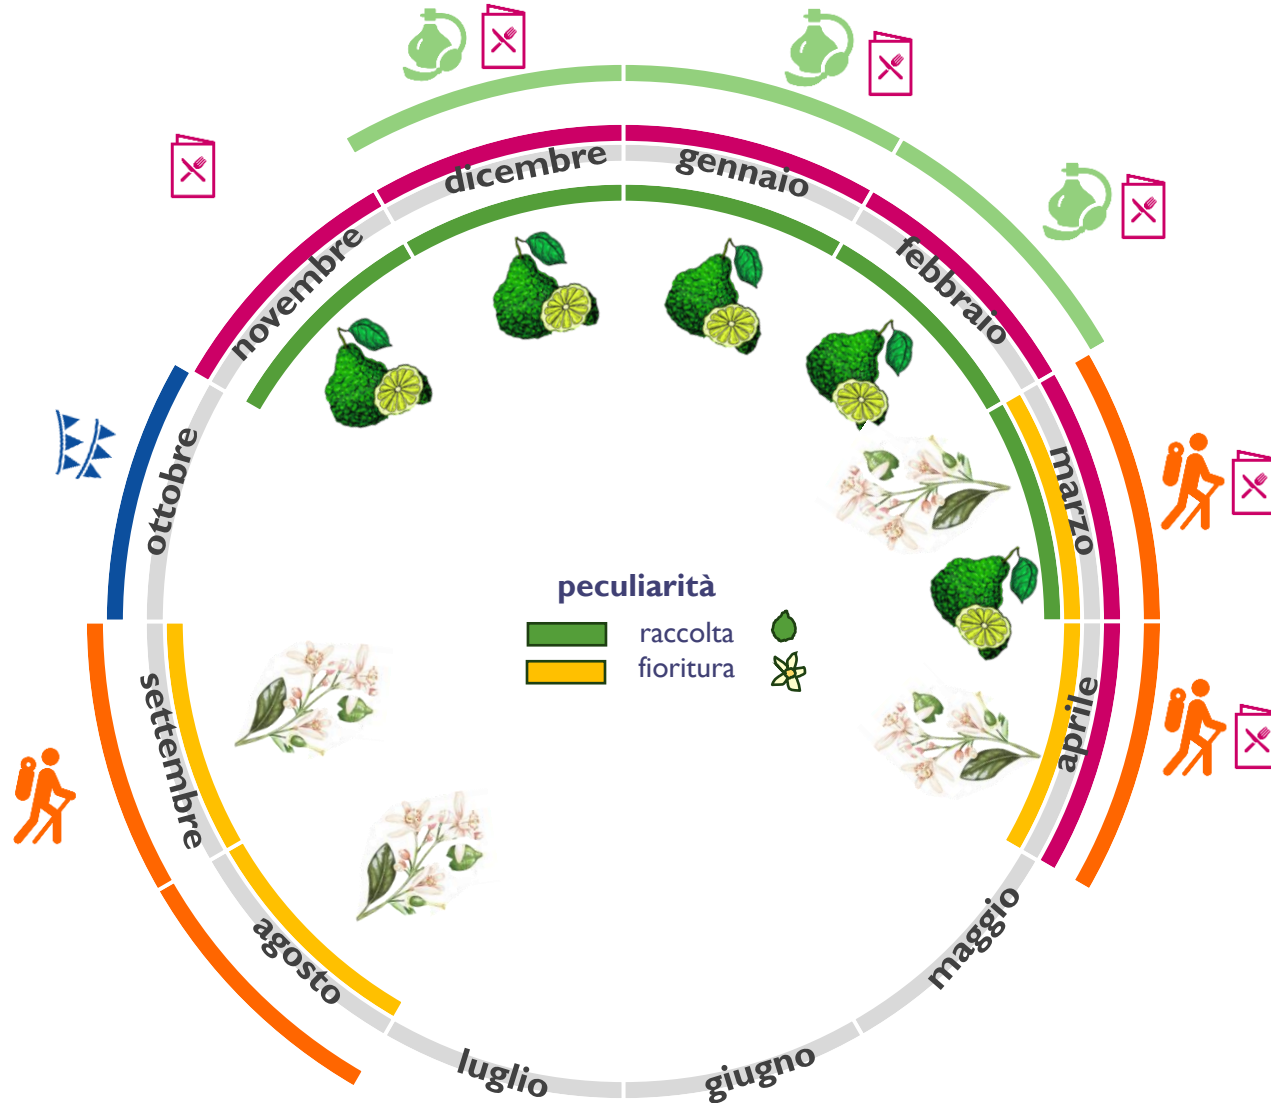 gennaio
febbraio
marzo
aprile
maggio
giugno
luglio
agosto
settembre
ottobre
novembre
dicembre
peculiarità
raccolta
fioritura